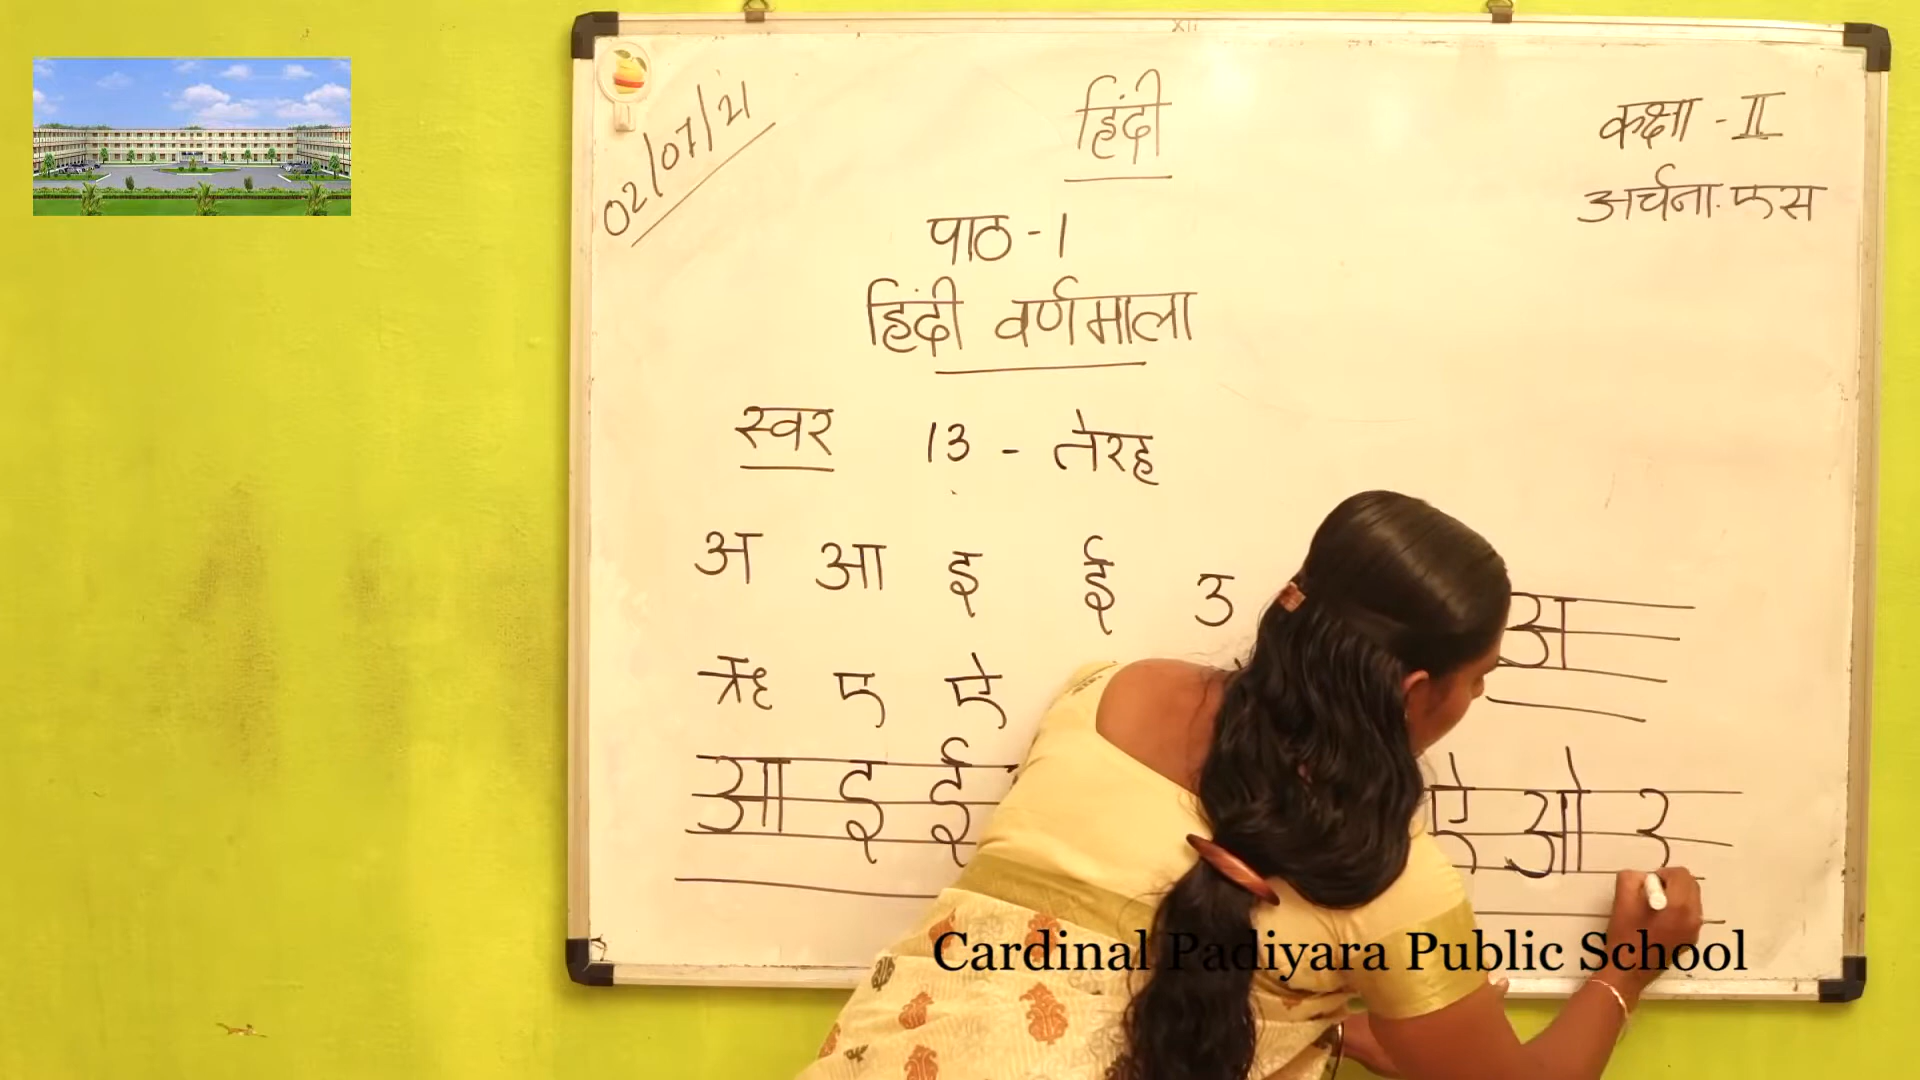 02/07/21
हिंदी
कक्षा - II
अर्चना. एस
पाठ - 1
हिंदी वर्णमाला
स्वर 13 - तेरह
अ आ इ ई उ
ऋ ए ऐ
अ
आ इ ई
ऐ ओ उ
Cardinal Padiyara Public School